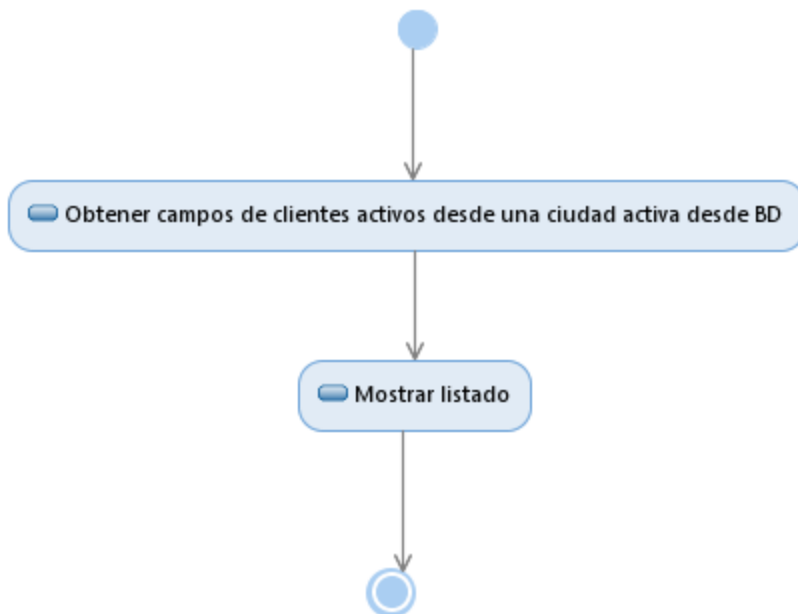 Obtener campos de clientes activos desde una ciudad activa desde BD
Mostrar listado